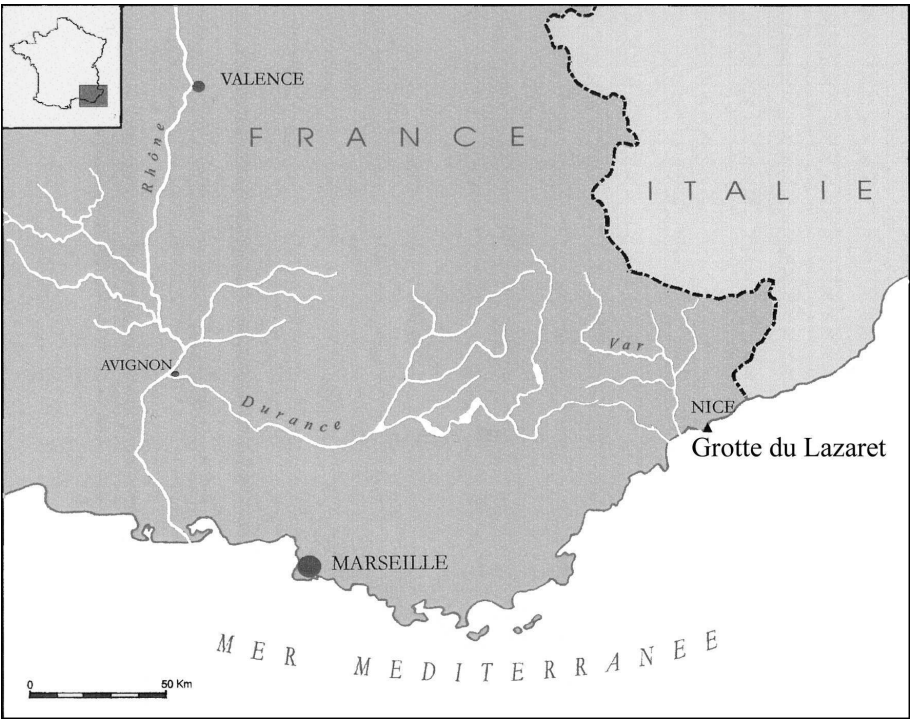 VALENCE
FRANCE
Rhône
ITALIE
Var
AVIGNON
Durance
NICE
Grotte du Lazaret
MARSEILLE
MER MEDITERRANEE
0 50 Km